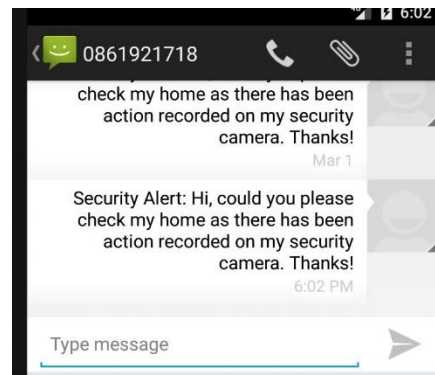 6:02
0861921718
check my home as there has been
action recorded on my security
camera. Thanks!
Mar 1
Security Alert: Hi, could you please
check my home as there has been
action recorded on my security
camera. Thanks!
6:02 PM
Type message